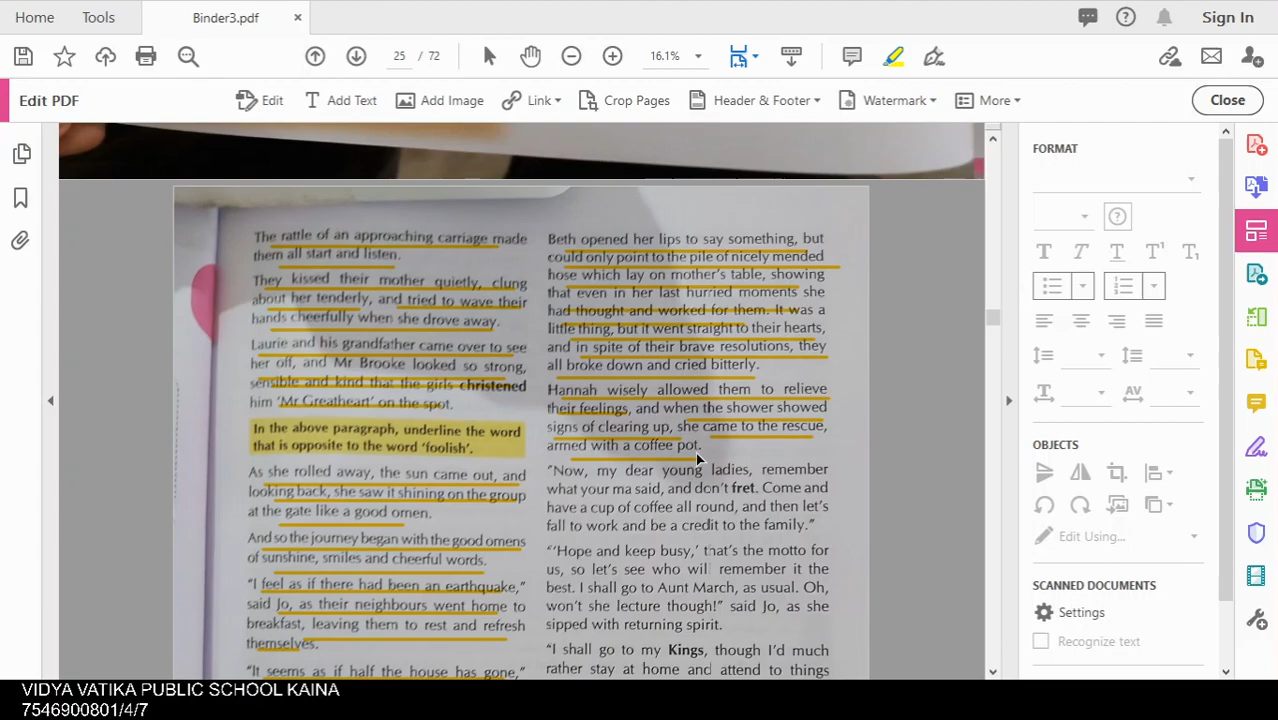 Home
Tools
Binder3.pdf
Sign In
25 / 72
16.1%
Edit PDF
Edit
Add Text
Add Image
Link
Crop Pages
Header & Footer
Watermark
More
Close
The rattle of an approaching carriage made
them all start and listen.
They kissed their mother quietly, clung
about her tenderly, and tried to wave their
hands cheerfully when she drove away.
Laurie and his grandfather came over to see
her off, and Mr Brooke looked so strong,
sensible and kind that the girls christened
him ‘Mr Greatheart’ on the spot.
In the above paragraph, underline the word
that is opposite to the word ‘foolish’.
As she rolled away, the sun came out, and
looking back, she saw it shining on the group
at the gate like a good omen.
And so the journey began with the good omens
of sunshine, smiles and cheerful words.
“I feel as if there had been an earthquake,”
said Jo, as their neighbours went home to
breakfast, leaving them to rest and refresh
themselves.
“It seems as if half the house has gone,”
Beth opened her lips to say something, but
could only point to the pile of nicely mended
hose which lay on mother’s table, showing
that even in her last hurried moments she
had thought and worked for them. It was a
little thing, but it went straight to their hearts,
and in spite of their brave resolutions, they
all broke down and cried bitterly.
Hannah wisely allowed them to relieve
their feelings, and when the shower showed
signs of clearing up, she came to the rescue,
armed with a coffee pot.
“Now, my dear young ladies, remember
what your ma said, and don’t fret. Come and
have a cup of coffee all round, and then let’s
fall to work and be a credit to the family.”
“‘Hope and keep busy,’ that’s the motto for
us, so let’s see who will remember it the
best. I shall go to Aunt March, as usual. Oh,
won’t she lecture though!” said Jo, as she
sipped with returning spirit.
“I shall go to my Kings, though I’d much
rather stay at home and attend to things
FORMAT
OBJECTS
Edit Using...
SCANNED DOCUMENTS
Settings
Recognize text
VIDYA VATIKA PUBLIC SCHOOL KAINA
7546900801/4/7